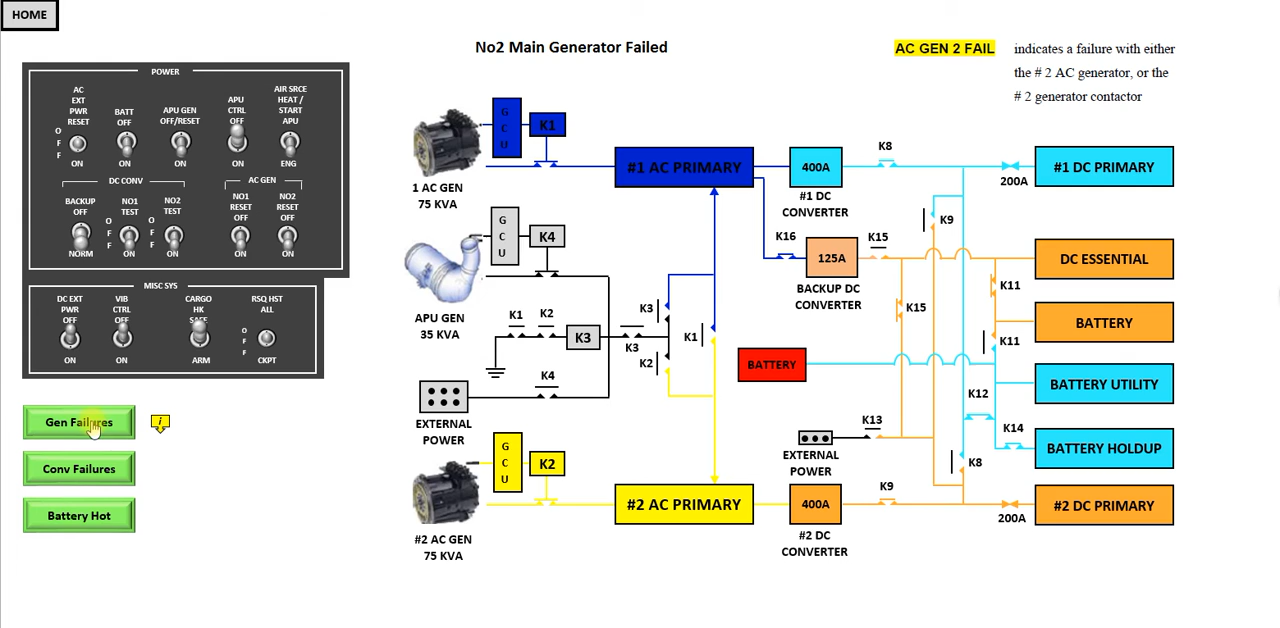 HOME
No2 Main Generator Failed
AC GEN 2 FAIL
indicates a failure with either
the # 2 AC generator, or the
# 2 generator contactor
POWER
AC
EXT
PWR
RESET
O
F
F
ON
BATT
OFF
ON
APU GEN
OFF/RESET
ON
APU
CTRL
OFF
ON
AIR SRCE
HEAT /
START
APU
ENG
DC CONV
BACKUP
OFF
NORM
NO1
TEST
O
F
F
ON
NO2
TEST
O
F
F
ON
AC GEN
NO1
RESET
OFF
ON
NO2
RESET
OFF
ON
MISC SYS
DC EXT
PWR
OFF
ON
VIB
CTRL
OFF
ON
CARGO
HK
SAFE
ARM
RSQ HST
ALL
O
F
F
CKPT
Gen Failures
i
Conv Failures
Battery Hot
G
C
U
K1
1 AC GEN
75 KVA
#1 AC PRIMARY
400A
#1 DC
CONVERTER
K8
200A
#1 DC PRIMARY
G
C
U
K4
APU GEN
35 KVA
K16
125A
BACKUP DC
CONVERTER
K15
K9
DC ESSENTIAL
K11
K15
BATTERY
K1
K2
K3
K3
K3
K2
K1
K11
BATTERY
BATTERY UTILITY
K4
EXTERNAL
POWER
K12
K13
EXTERNAL
POWER
K14
BATTERY HOLDUP
K8
G
C
U
K2
#2 AC GEN
75 KVA
#2 AC PRIMARY
400A
#2 DC
CONVERTER
K9
200A
#2 DC PRIMARY